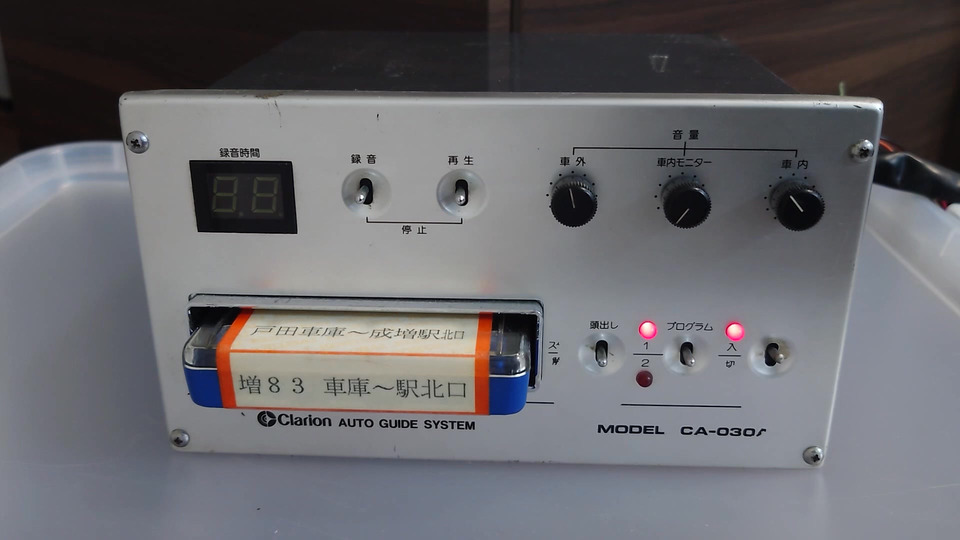 録音時間
録音
再生
停止
音量
車外
車内モニター
車内
戸田車庫～成増駅北口
増８３ 車庫～駅北口
頭出し
1
2
プログラム
入
切
Clarion AUTO GUIDE SYSTEM
MODEL CA-030